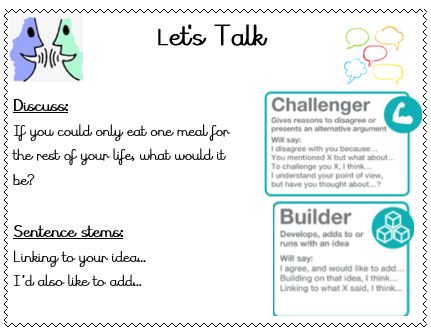 Let's Talk
Discuss:
If you could only eat one meal for
the rest of your life, what would it
be?
Sentence stems:
Linking to your idea...
I'd also like to add...
Challenger
Gives reasons to disagree or
presents an alternative argument
Will say:
I disagree with you because...
You mentioned X but what about...
To challenge you X, I think...
I understand your point of view,
but have you thought about...?
Builder
Develops, adds to or
runs with an idea
Will say:
I agree, and would like to add...
Building on that idea, I think...
Linking to what X said, I think...